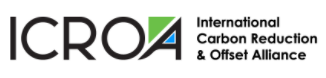 ICROA
International
Carbon Reduction
& Offset Alliance